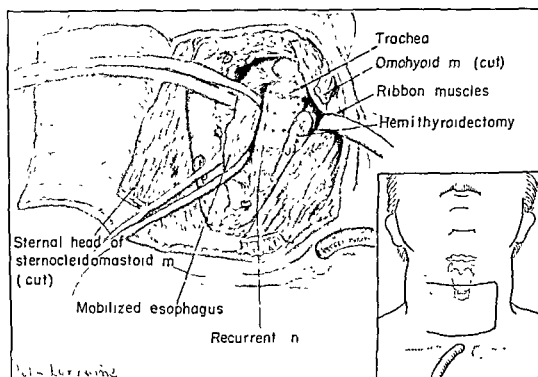 Trachea
Omohyoid m (cut)
Ribbon muscles
Hemithyroidectomy
Sternal head of
sternocleidomastoid m
(cut)
Mobilized esophagus
Recurrent n